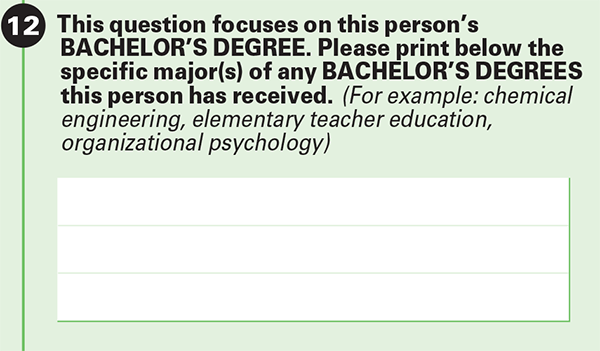 12 This question focuses on this person’s
BACHELOR’S DEGREE. Please print below the
specific major(s) of any BACHELOR’S DEGREES
this person has received. (For example: chemical
engineering, elementary teacher education,
organizational psychology)